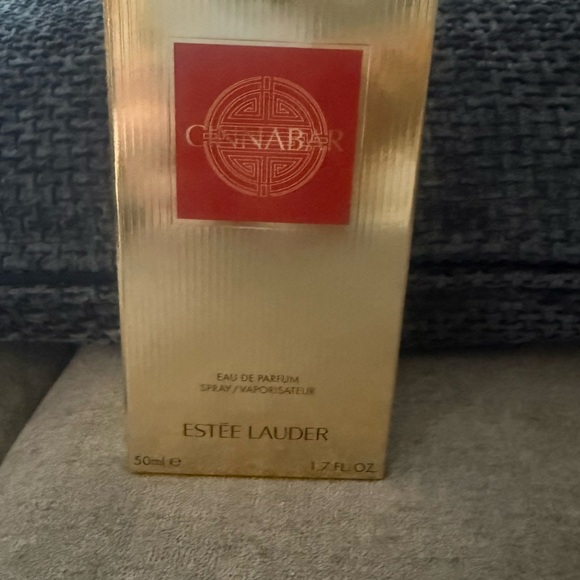 CINNABAR
EAU DE PARFUM
SPRAY/VAPORISATEUR
ESTĒE LAUDER
50ml ℮
1.7 FL. OZ.